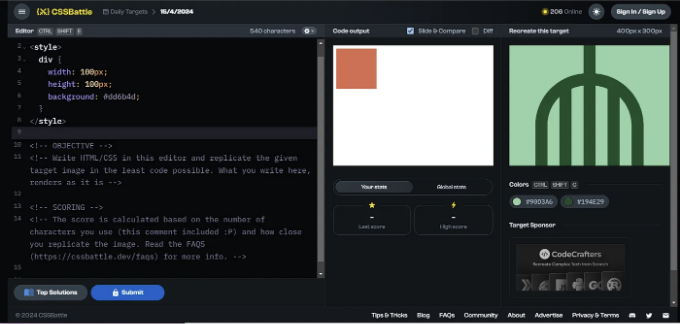 CSSBattle
Daily Targets > 15/4/2024
206 Online
Sign In / Sign Up
Editor CTRL SHIFT E
540 characters
2 <style>
3 div {
4 width: 100px;
5 height: 100px;
6 background: #dd6b4d;
7 }
8 </style>
9
10 <!-- OBJECTIVE -->
11 <!-- Write HTML/CSS in this editor and replicate the given
target image in the least code possible. What you write here,
renders as it is -->
12
13 <!-- SCORING -->
14 <!-- The score is calculated based on the number of
characters you use (this comment included :P) and how close
you replicate the image. Read the FAQS
(https://cssbattle.dev/faqs) for more info. -->
15
Top Solutions
Submit
Code output
Slide & Compare
Diff
Your stats
Global stats
-
Last score
-
High score
Recreate this target
400px x 300px
Colors CTRL SHIFT C
#194E29
Target Sponsor
CodeCrafters
Recreate Complex Tech from Scratch
© 2024 CSSBattle
Tips & Tricks Blog FAQs Community About Advertise Privacy & Terms